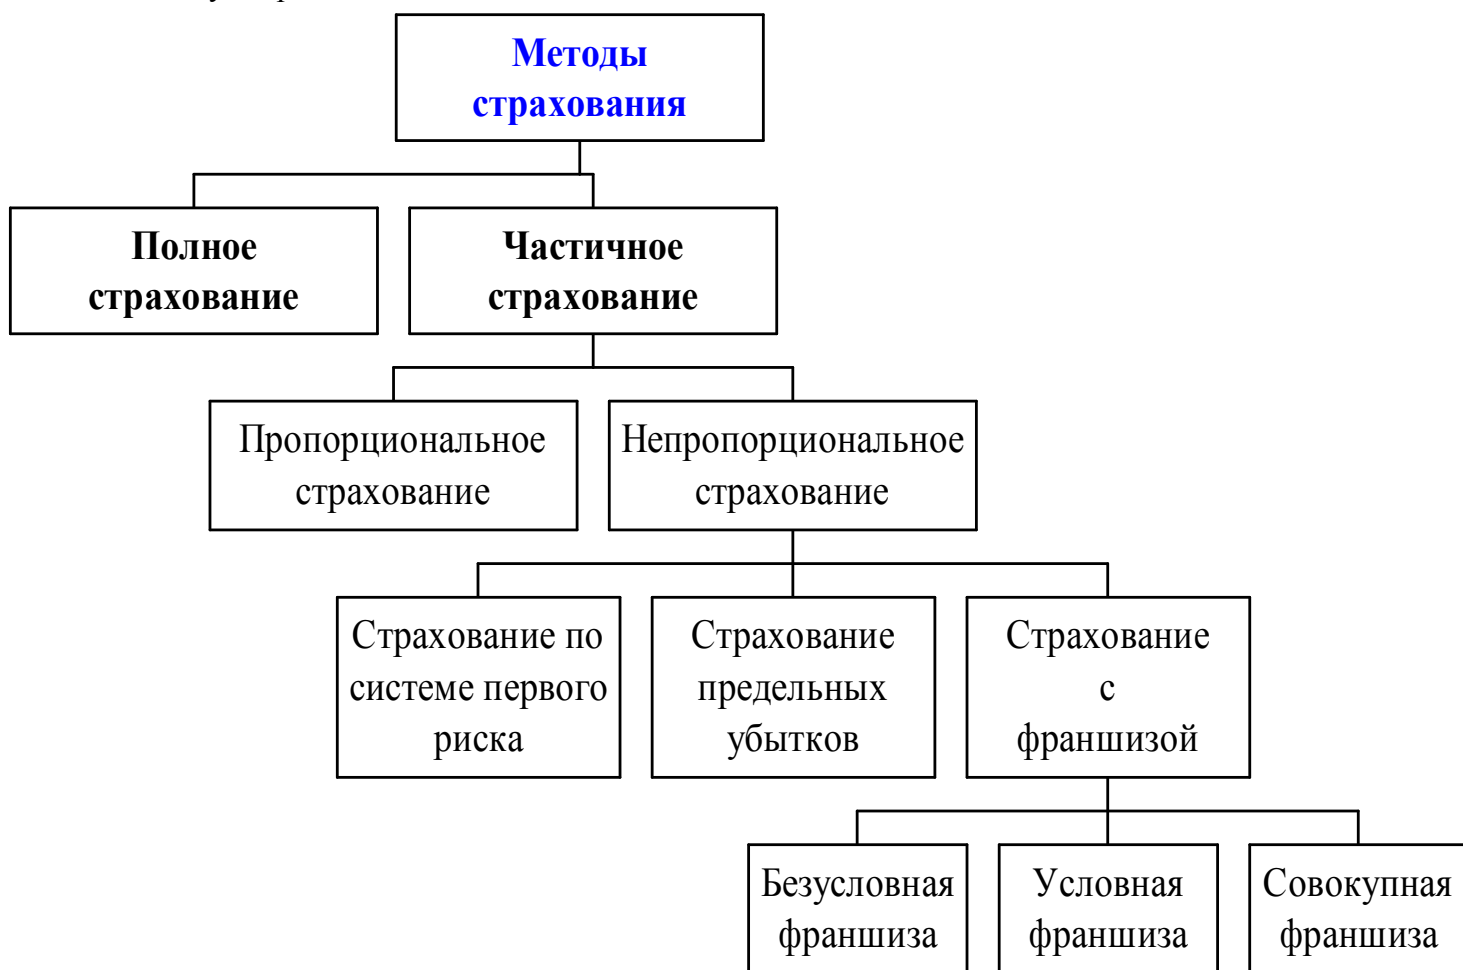 Методы
страхования
Полное
страхование
Частичное
страхование
Пропорциональное
страхование
Непропорциональное
страхование
Страхование по
системе первого
риска
Страхование
предельных
убытков
Страхование
с
франшизой
Безусловная
франшиза
Условная
франшиза
Совокупная
франшиза